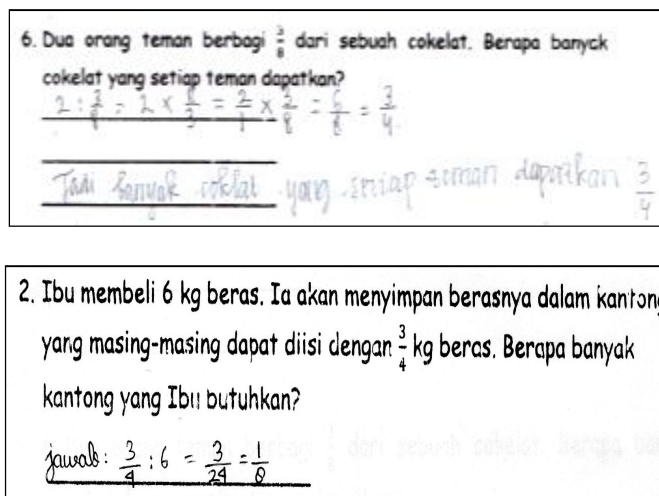 6. Dua orang teman berbagi 3/8 dari sebuah cokelat. Berapa banyak
cokelat yang setiap teman dapatkan?
2 : 3/8 = 2 × 8/3 = 2/1 × 3/8 = 6/8 = 3/4
Jadi banyak coklat yang setiap teman dapatkan 3/4
2. Ibu membeli 6 kg beras. Ia akan menyimpan berasnya dalam kantong
yang masing-masing dapat diisi dengan 3/4 kg beras. Berapa banyak
kantong yang Ibu butuhkan?
jawab : 3/4 : 6 = 3/24 = 1/8